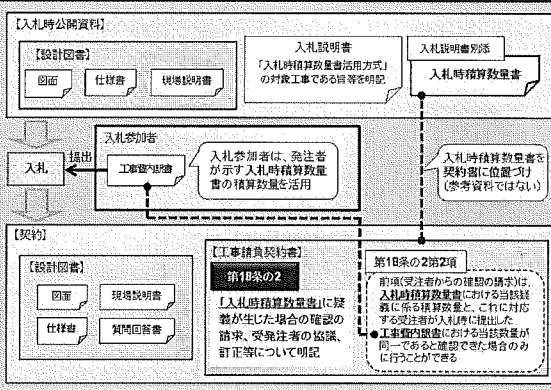 【入札時公開資料】
【設計図書】
図面
仕様書
現場説明書
入札説明書
「入札時積算数量書活用方式」
の対象工事である旨等を明記
入札説明書別添
入札時積算数量書
入札
提出
入札参加者
工事費内訳書
入札参加者は、発注者
が示す入札時積算数量
書の積算数量を活用
入札時積算数量書を
契約書に位置づけ
(参考資料ではない)
【契約】
【設計図書】
図面
現場説明書
仕様書
質問回答書
【工事請負契約書】
第18条の2
「入札時積算数量書」に疑
義が生じた場合の確認の
請求、受発注者の協議、
訂正等について明記
第18条の2第2項
前項(受注者からの確認の請求)は、
入札時積算数量書における当該疑
義に係る積算数量と、これに対応
する受注者が入札時に提出した
工事費内訳書における当該数量が
同一であると確認できた場合のみ
に行うことができる